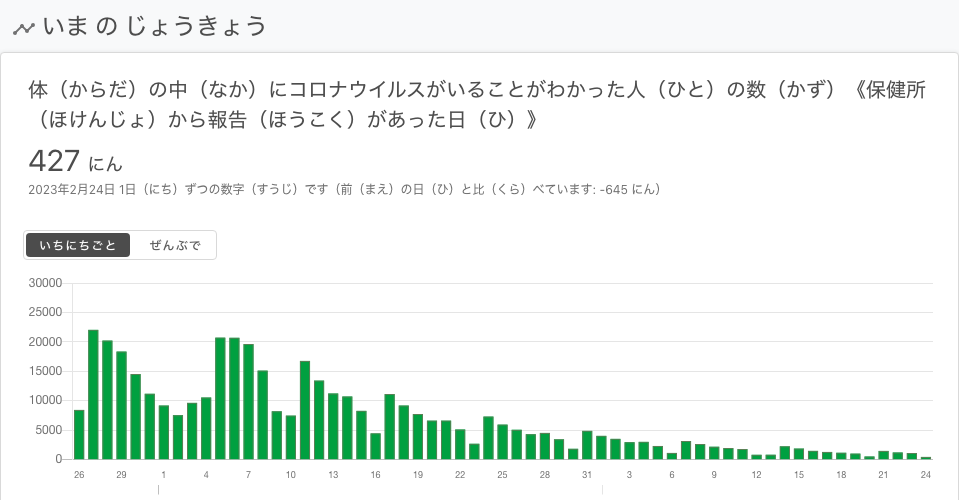 いまのじょうきょう
体（からだ）の中（なか）にコロナウイルスがいることがわかった人（ひと）の数（かず）《保健所
（ほけんじょ）から報告（ほうこく）があった日（ひ）》
427 にん
2023年2月24日 1日（にち）ずつの数字（すうじ）です（前（まえ）の日（ひ）と比（くら）べています: -645 にん）
いちにちごと ぜんぶで
30000
25000
20000
15000
10000
5000
0
26 29 1 4 7 10 13 16 19 22 25 28 31 3 6 9 12 15 18 21 24